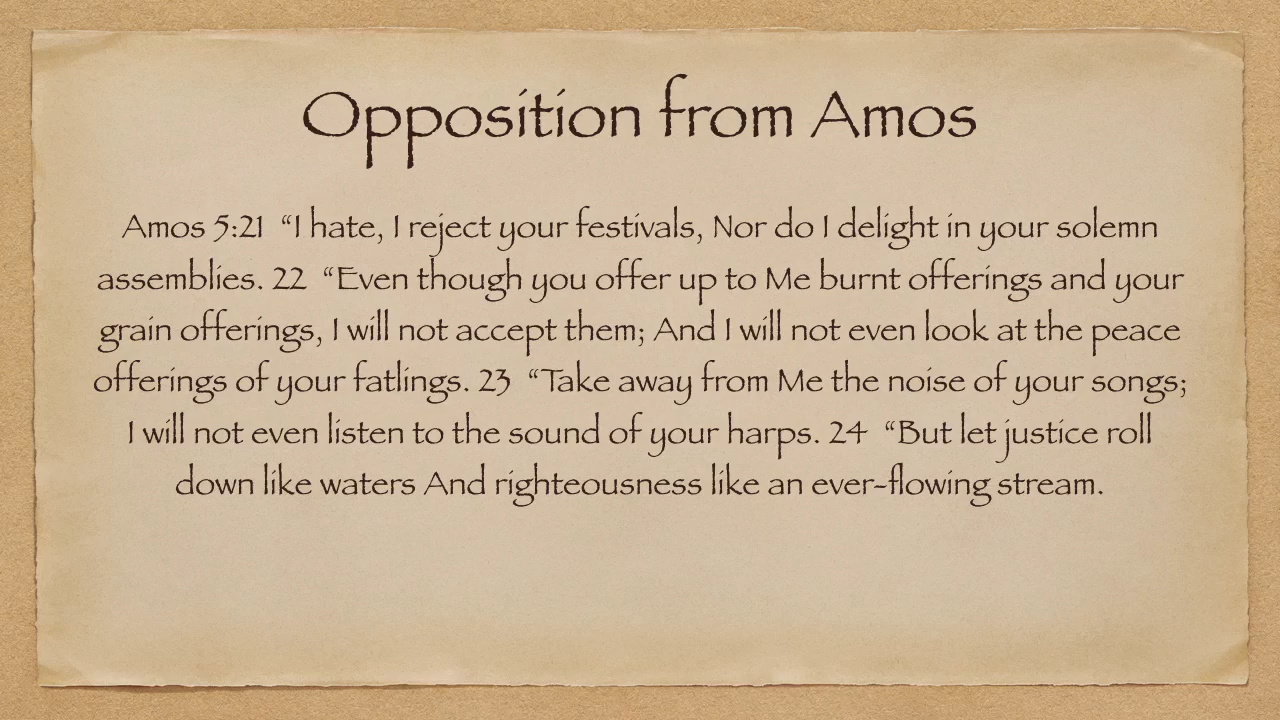 Opposition from Amos
Amos 5:21 “I hate, I reject your festivals, Nor do I delight in your solemn
assemblies. 22 “Even though you offer up to Me burnt offerings and your
grain offerings, I will not accept them; And I will not even look at the peace
offerings of your fatlings. 23 “Take away from Me the noise of your songs;
I will not even listen to the sound of your harps. 24 “But let justice roll
down like waters And righteousness like an ever-flowing stream.